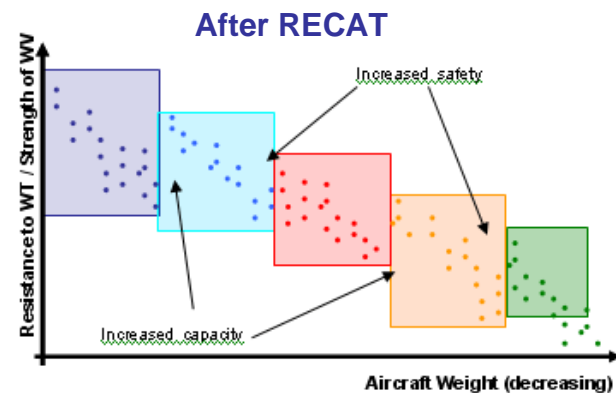 After RECAT
Resistance to WT / Strength of WV
Increased safety
Increased capacity
Aircraft Weight (decreasing)